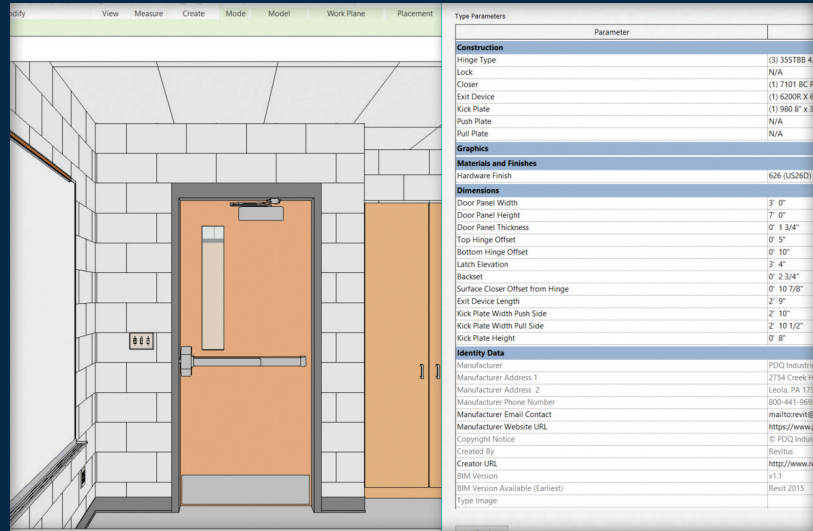 View Measure Create Mode Model Work Plane Placement
Type Parameters
Parameter
Construction
Hinge Type (3) 35STBB
Lock N/A
Closer (1) 7101 BC
Exit Device (1) 6200R X
Kick Plate (1) 980 8" x
Push Plate N/A
Pull Plate N/A
Graphics
Materials and Finishes
Hardware Finish 626 (US26D)
Dimensions
Door Panel Width 3' 0"
Door Panel Height 7' 0"
Door Panel Thickness 0' 1 3/4"
Top Hinge Offset 0' 5"
Bottom Hinge Offset 0' 10"
Latch Elevation 3' 4"
Backset 0' 2 3/4"
Surface Closer Offset from Hinge 0' 10 7/8"
Exit Device Length 2' 9"
Kick Plate Width Push Side 2' 10"
Kick Plate Width Pull Side 2' 10 1/2"
Kick Plate Height 0' 8"
Identity Data
Manufacturer PDQ
Manufacturer Address 1 2754 Creek
Manufacturer Address 2 Leola, PA
Manufacturer Phone Number 800-441-969
Manufacturer Email Contact mailto:revit@
Manufacturer Website URL https://www.
Copyright Notice © PDQ
Created By Revitus
Creator URL http://www.
BIM Version v1.1
BIM Version Available (Earliest) Revit 2015
Type Image